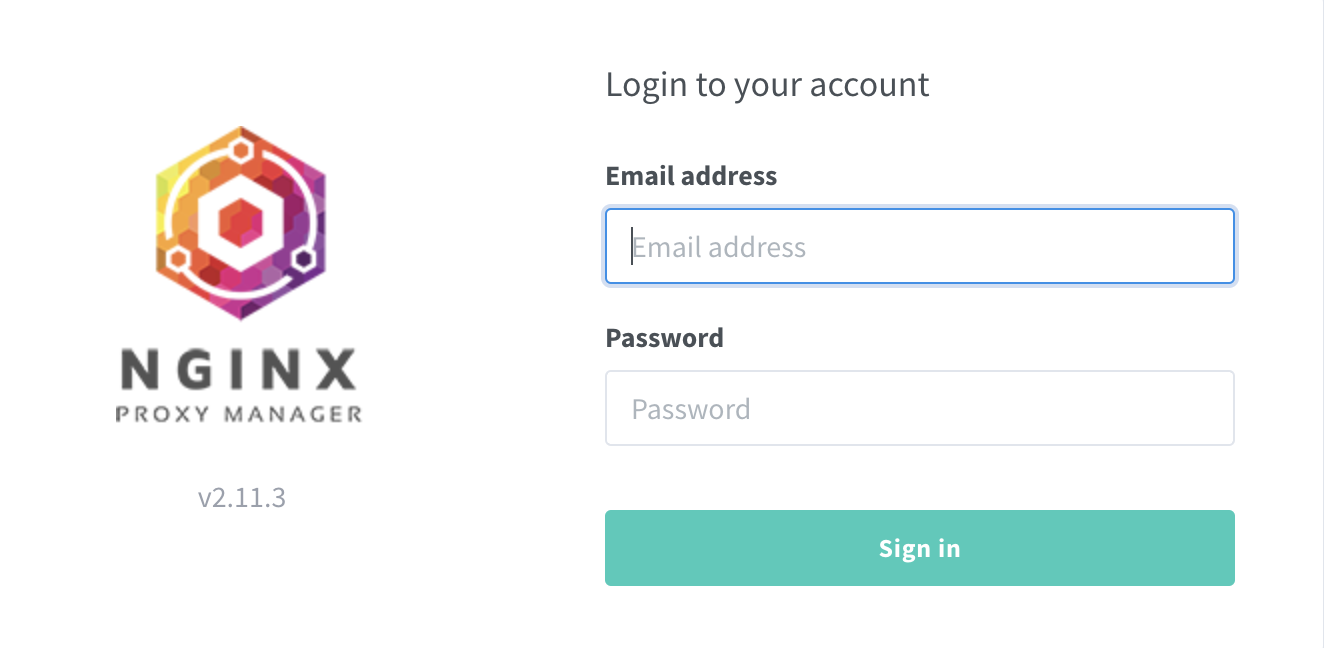 NGINX
PROXY MANAGER
v2.11.3
Login to your account
Email address
Email address
Password
Password
Sign in